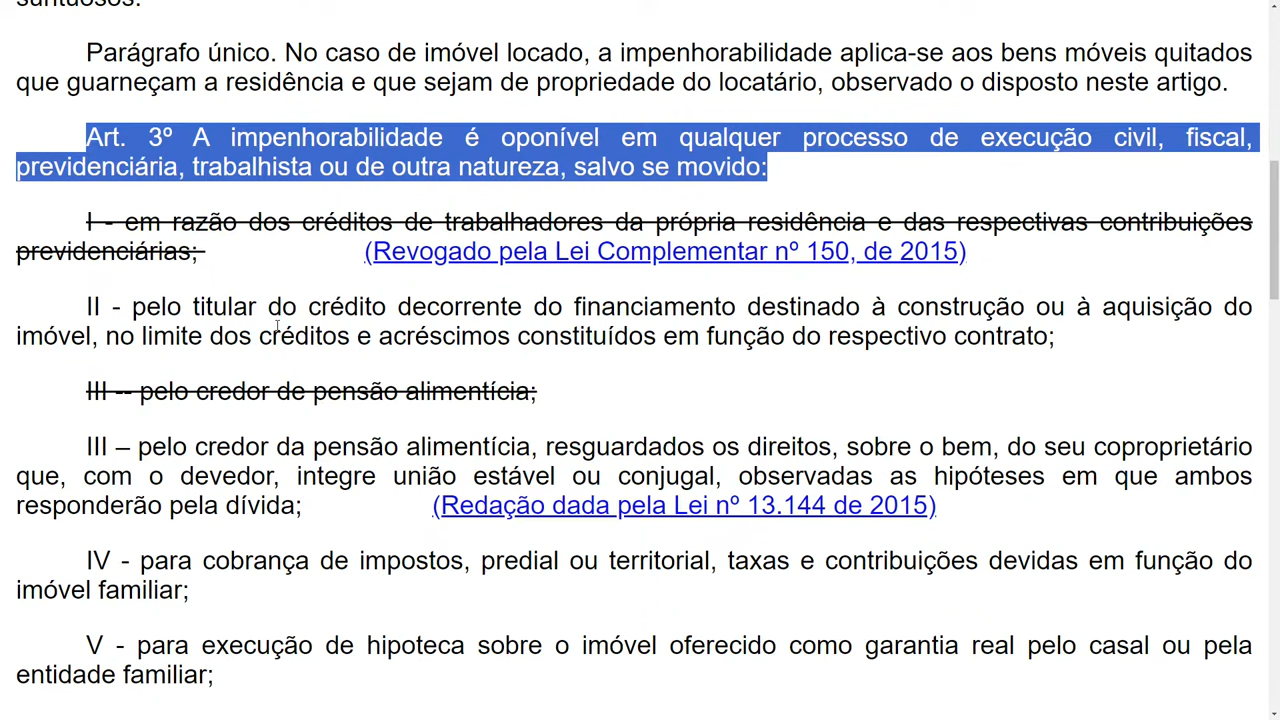 suntuosos.
Parágrafo único. No caso de imóvel locado, a impenhorabilidade aplica-se aos bens móveis quitados
que guarneçam a residência e que sejam de propriedade do locatário, observado o disposto neste artigo.
Art. 3º A impenhorabilidade é oponível em qualquer processo de execução civil, fiscal,
previdenciária, trabalhista ou de outra natureza, salvo se movido:
I - em razão dos créditos de trabalhadores da própria residência e das respectivas contribuições
previdenciárias; (Revogado pela Lei Complementar nº 150, de 2015)
II - pelo titular do crédito decorrente do financiamento destinado à construção ou à aquisição do
imóvel, no limite dos créditos e acréscimos constituídos em função do respectivo contrato;
III -- pelo credor de pensão alimentícia;
III – pelo credor da pensão alimentícia, resguardados os direitos, sobre o bem, do seu coproprietário
que, com o devedor, integre união estável ou conjugal, observadas as hipóteses em que ambos
responderão pela dívida; (Redação dada pela Lei nº 13.144 de 2015)
IV - para cobrança de impostos, predial ou territorial, taxas e contribuições devidas em função do
imóvel familiar;
V - para execução de hipoteca sobre o imóvel oferecido como garantia real pelo casal ou pela
entidade familiar;